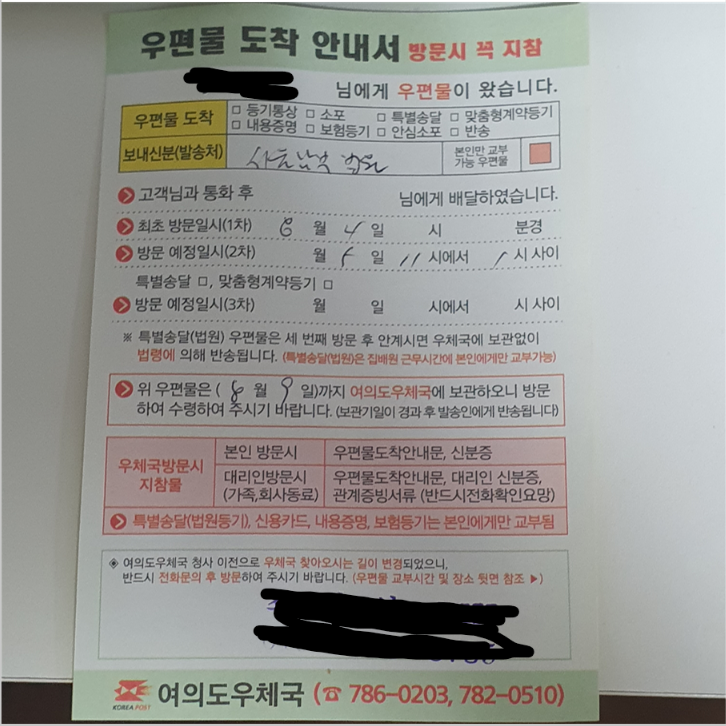 우편물 도착 안내서 방문시 꼭 지참
님에게 우편물이 왔습니다.
우편물 도착 □ 등기통상 □ 소포 □ 특별송달 □ 맞춤형계약등기
□ 내용증명 □ 보험등기 □ 안심소포 □ 반송
보내신분(발송처) 법원 본인만 교부
가능 우편물
고객님과 통화 후 님에게 배달하였습니다.
최초 방문일시(1차) 6 월 4 일 시 분경
방문 예정일시(2차) 월 일 11 시에서 1 시 사이
특별송달 □, 맞춤형계약등기 □
방문 예정일시(3차) 월 일 시에서 시 사이
※ 특별송달(법원) 우편물은 세 번째 방문 후 안계시면 우체국에 보관없이
법령에 의해 반송됩니다. (특별송달(법원)은 집배원 근무시간에 본인에게만 교부가능)
위 우편물은 ( 6 월 9 일)까지 여의도우체국에 보관하오니 방문
하여 수령하여 주시기 바랍니다. (보관기일이 경과 후 발송인에게 반송됩니다)
우체국방문시
지참물
본인 방문시 우편물도착안내문, 신분증
대리인방문시
(가족,회사동료)
우편물도착안내문, 대리인 신분증,
관계증빙서류 (반드시전화확인요망)
특별송달(법원등기), 신용카드, 내용증명, 보험등기는 본인에게만 교부됨
◈ 여의도우체국 청사 이전으로 우체국 찾아오시는 길이 변경되었으니,
반드시 전화문의 후 방문하여 주시기 바랍니다. (우편물 교부시간 및 장소 뒷면 참조 ▶)
KOREA POST 여의도우체국 (☎ 786-0203, 782-0510)